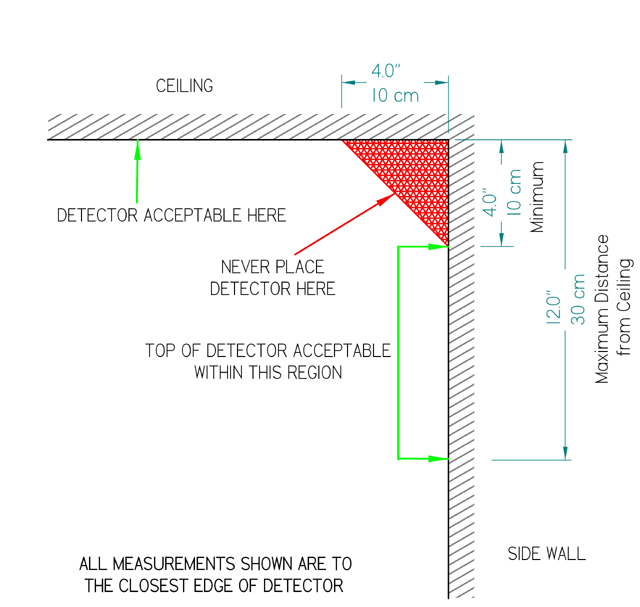 CEILING
4.0"
10 cm
DETECTOR ACCEPTABLE HERE
NEVER PLACE
DETECTOR HERE
4.0"
10 cm
Minimum
12.0"
30 cm
Maximum Distance
from Ceiling
TOP OF DETECTOR ACCEPTABLE
WITHIN THIS REGION
SIDE WALL
ALL MEASUREMENTS SHOWN ARE TO
THE CLOSEST EDGE OF DETECTOR